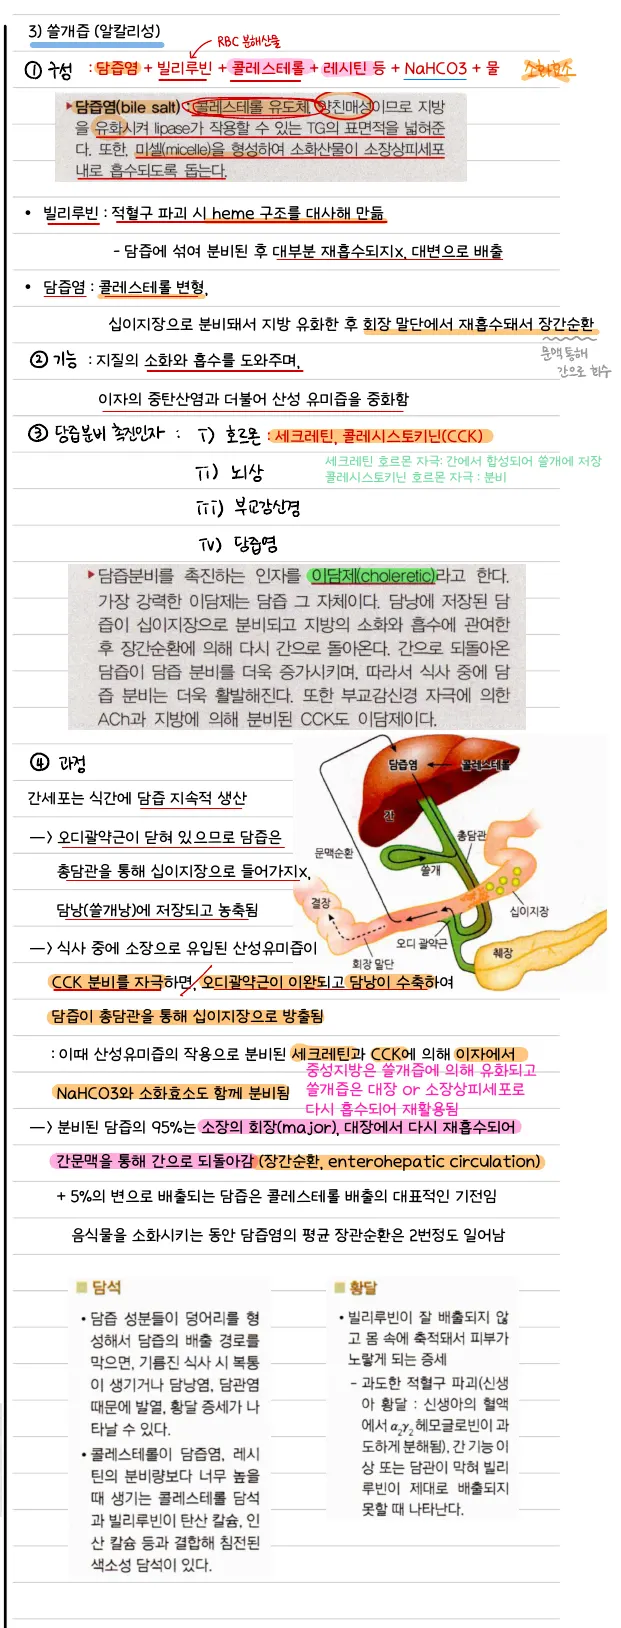 3) 쓸개즙 (알칼리성)
RBC 분해산물
① 구성 : 담즙염 + 빌리루빈 + 콜레스테롤 + 레시틴 등 + NaHCO3 + 물 소화효소
▸담즙염(bile salt) : 콜레스테롤 유도체, 양친매성이므로 지방
을 유화시켜 lipase가 작용할 수 있는 TG의 표면적을 넓혀준
다. 또한, 미셀(micelle)을 형성하여 소화산물이 소장상피세포
내로 흡수되도록 돕는다.
• 빌리루빈 : 적혈구 파괴 시 heme 구조를 대사해 만듦
- 담즙에 섞여 분비된 후 대부분 재흡수되지x, 대변으로 배출
• 담즙염 : 콜레스테롤 변형,
십이지장으로 분비돼서 지방 유화한 후 회장 말단에서 재흡수돼서 장간순환
문맥 통해
간으로 회수
② 기능 : 지질의 소화와 흡수를 도와주며,
이자의 중탄산염과 더불어 산성 유미즙을 중화함
③ 담즙분비 촉진인자 : i) 호르몬 : 세크레틴, 콜레시스토키닌(CCK)
세크레틴 호르몬 자극: 간에서 합성되어 쓸개에 저장
콜레시스토키닌 호르몬 자극 : 분비
ii) 뇌상
iii) 부교감신경
iv) 담즙염
▸담즙분비를 촉진하는 인자를 이담제(choleretic)라고 한다.
가장 강력한 이담제는 담즙 그 자체이다. 담낭에 저장된 담
즙이 십이지장으로 분비되고 지방의 소화와 흡수에 관여한
후 장간순환에 의해 다시 간으로 돌아온다. 간으로 되돌아온
담즙이 담즙 분비를 더욱 증가시키며, 따라서 식사 중에 담
즙 분비는 더욱 활발해진다. 또한 부교감신경 자극에 의한
ACh과 지방에 의해 분비된 CCK도 이담제이다.
④ 과정
간세포는 식간에 담즙 지속적 생산
―> 오디괄약근이 닫혀 있으므로 담즙은
총담관을 통해 십이지장으로 들어가지x,
담낭(쓸개낭)에 저장되고 농축됨
담즙염
콜레스테롤
간
총담관
문맥순환
쓸개
결장
십이지장
오디 괄약근
회장 말단
췌장
―> 식사 중에 소장으로 유입된 산성유미즙이
CCK 분비를 자극하면, 오디괄약근이 이완되고 담낭이 수축하여
담즙이 총담관을 통해 십이지장으로 방출됨
: 이때 산성유미즙의 작용으로 분비된 세크레틴과 CCK에 의해 이자에서
NaHCO3와 소화효소도 함께 분비됨
중성지방은 쓸개즙에 의해 유화되고
쓸개즙은 대장 or 소장상피세포로
다시 흡수되어 재활용됨
―> 분비된 담즙의 95%는 소장의 회장(major), 대장에서 다시 재흡수되어
간문맥을 통해 간으로 되돌아감 (장간순환, enterohepatic circulation)
+ 5%의 변으로 배출되는 담즙은 콜레스테롤 배출의 대표적인 기전임
음식물을 소화시키는 동안 담즙염의 평균 장관순환은 2번정도 일어남
담석
• 담즙 성분들이 덩어리를 형
성해서 담즙의 배출 경로를
막으면, 기름진 식사 시 복통
이 생기거나 담낭염, 담관염
때문에 발열, 황달 증세가 나
타날 수 있다.
• 콜레스테롤이 담즙염, 레시
틴의 분비량보다 너무 높을
때 생기는 콜레스테롤 담석
과 빌리루빈이 탄산 칼슘, 인
산 칼슘 등과 결합해 침전된
색소성 담석이 있다.
황달
• 빌리루빈이 잘 배출되지 않
고 몸 속에 축적돼서 피부가
노랗게 되는 증세
- 과도한 적혈구 파괴(신생
아 황달 : 신생아의 혈액
에서 α₂γ₂ 헤모글로빈이 과
도하게 분해됨), 간 기능 이
상 또는 담관이 막혀 빌리
루빈이 제대로 배출되지
못할 때 나타난다.